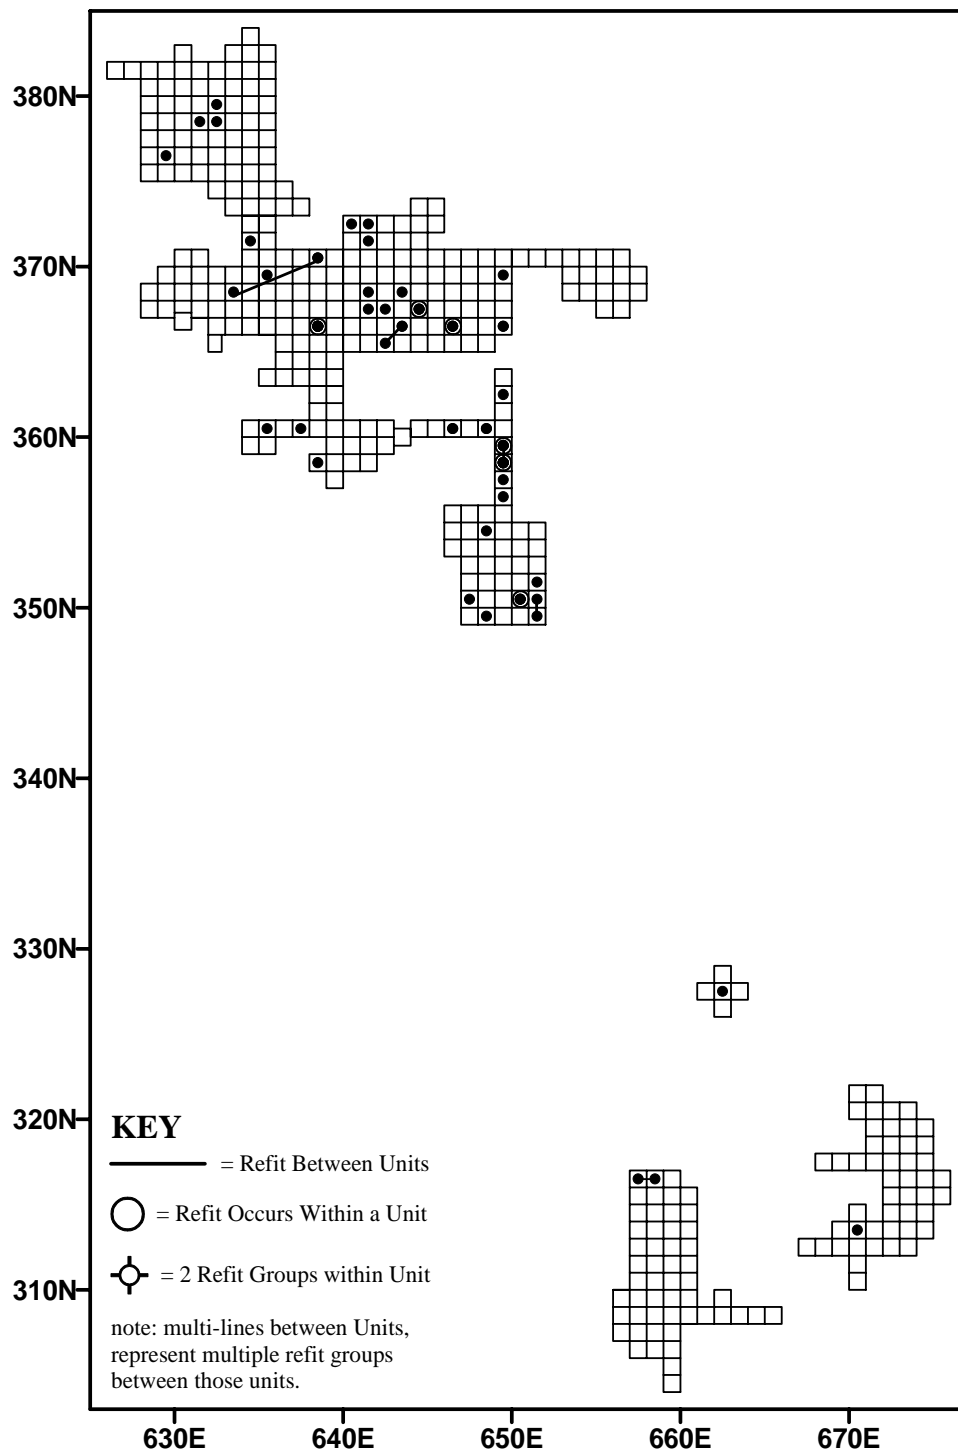 380N
370N
360N
350N
340N
330N
320N
310N
KEY
= Refit Between Units
= Refit Occurs Within a Unit
= 2 Refit Groups within Unit
note: multi-lines between Units,
represent multiple refit groups
between those units.
630E 640E 650E 660E 670E